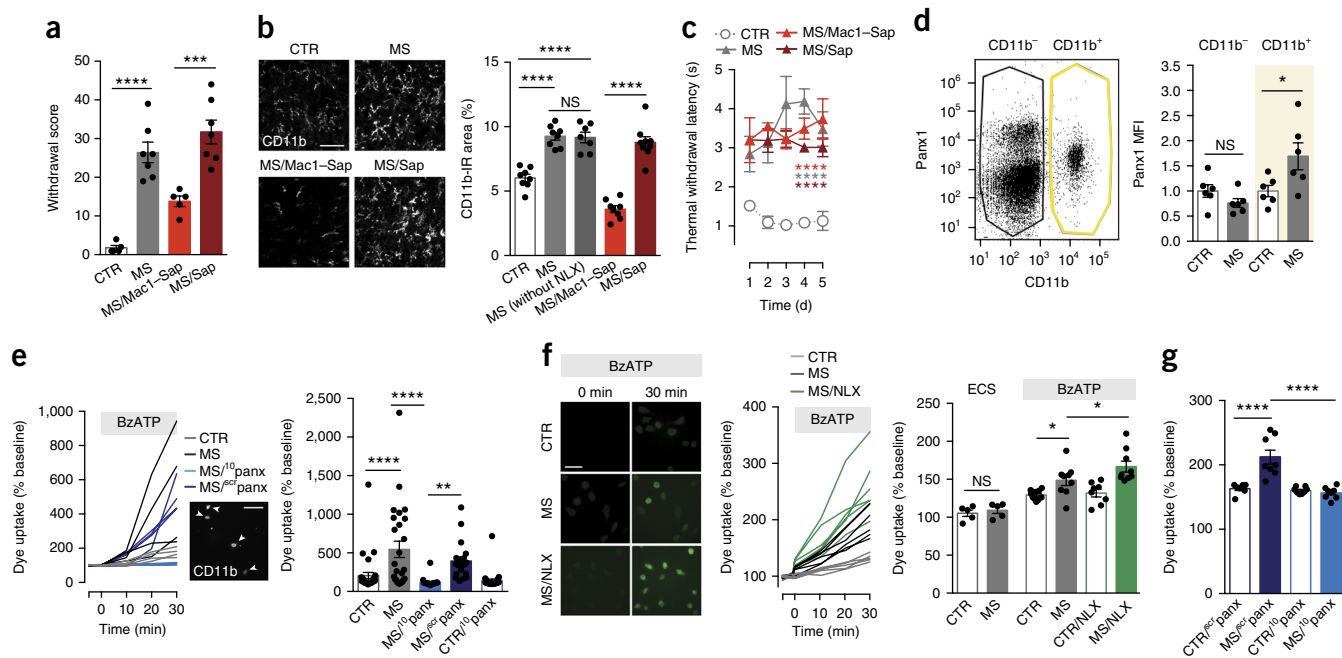 a
Withdrawal score
50
40
30
20
10
0
****
***
CTR
MS
MS/Mac1–Sap
MS/Sap
b
CTR
MS
CD11b
MS/Mac1–Sap
MS/Sap
CD11b-IR area (%)
15
10
5
0
****
****
NS
****
CTR
MS
MS (without NLX)
MS/Mac1–Sap
MS/Sap
c
CTR
MS
MS/Mac1–Sap
MS/Sap
Thermal withdrawal latency (s)
5
4
3
2
1
****
****
****
1 2 3 4 5
Time (d)
d
CD11b⁻ CD11b⁺
Panx1
10⁶
10⁵
10⁴
10³
10²
10¹
10¹ 10² 10³ 10⁴ 10⁵
CD11b
CD11b⁻ CD11b⁺
Panx1 MFI
3.5
3.0
2.5
2.0
1.5
1.0
0.5
0
NS
*
CTR
MS
CTR
MS
e
BzATP
Dye uptake (% baseline)
1,000
800
600
400
200
100
0 10 20 30
Time (min)
CTR
MS
MS/¹⁰panx
MS/ˢᶜʳpanx
CD11b
Dye uptake (% baseline)
2,500
2,000
1,500
1,000
500
0
****
****
**
CTR
MS
MS/¹⁰panx
MS/ˢᶜʳpanx
CTR/¹⁰panx
f
BzATP
0 min 30 min
CTR
MS
MS/NLX
CTR
MS
MS/NLX
BzATP
Dye uptake (% baseline)
400
300
200
100
0 10 20 30
Time (min)
ECS
BzATP
Dye uptake (% baseline)
250
200
150
100
50
0
NS
*
*
CTR
MS
CTR
MS
CTR/NLX
MS/NLX
g
Dye uptake (% baseline)
300
200
100
0
****
****
CTR/ˢᶜʳpanx
MS/ˢᶜʳpanx
CTR/¹⁰panx
MS/¹⁰panx